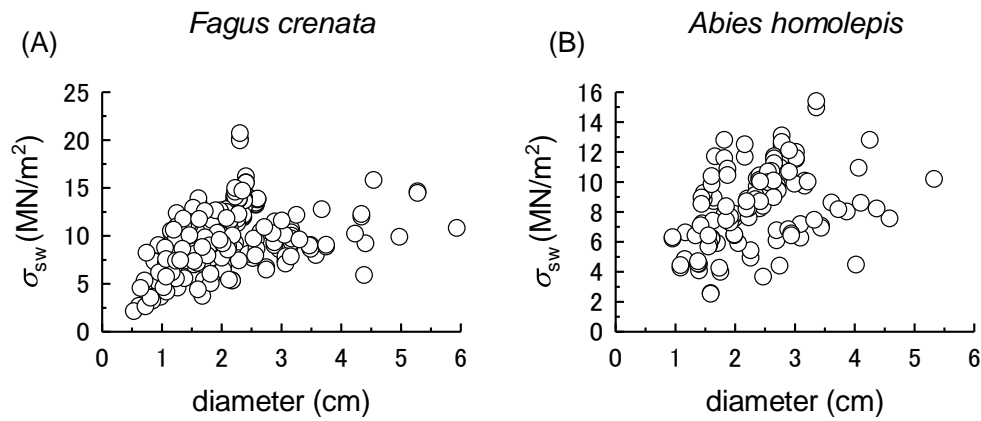 Fagus crenata
(A)
25
20
15
10
5
0
σsw (MN/m²)
0 1 2 3 4 5 6
diameter (cm)
Abies homolepis
(B)
16
14
12
10
8
6
4
2
0
σsw (MN/m²)
0 1 2 3 4 5 6
diameter (cm)